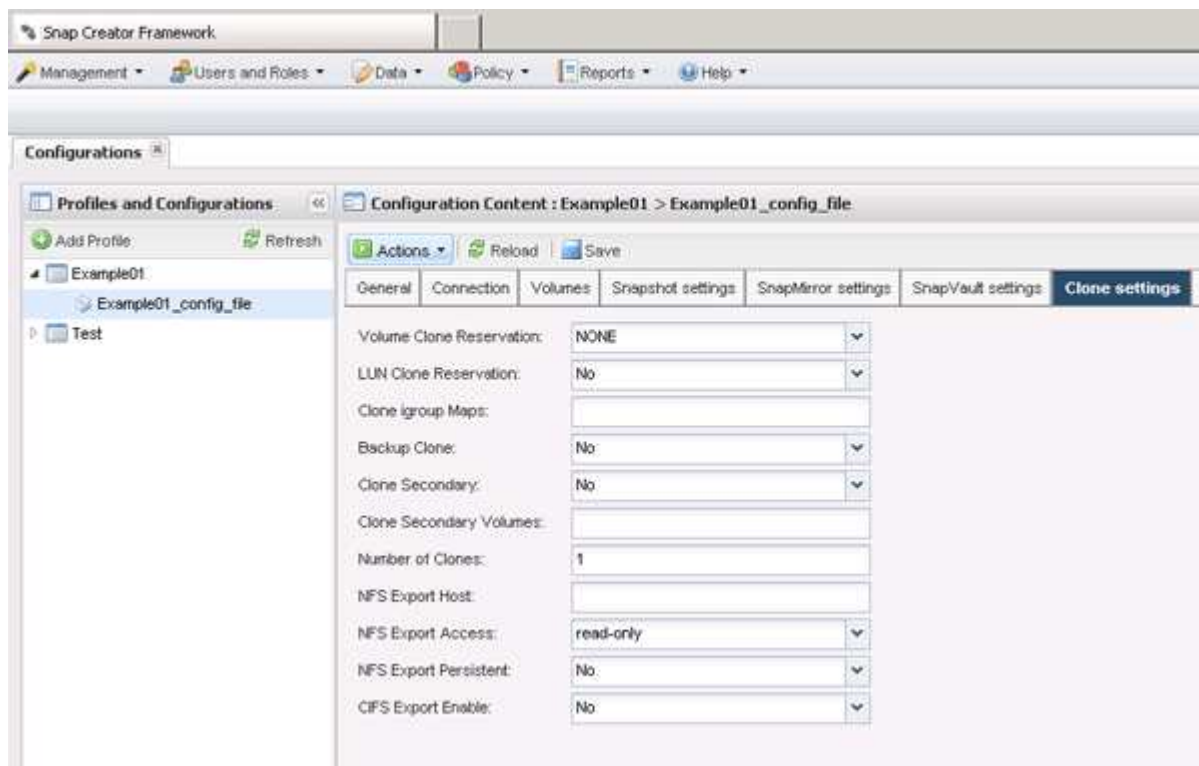 Snap Creator Framework
Management Users and Roles Data Policy Reports Help
Configurations
Profiles and Configurations
Add Profile Refresh
Example01
Example01_config_file
Test
Configuration Content : Example01 > Example01_config_file
Actions Reload Save
General Connection Volumes Snapshot settings SnapMirror settings SnapVault settings Clone settings
Volume Clone Reservation: NONE
LUN Clone Reservation: No
Clone igroup Maps:
Backup Clone: No
Clone Secondary: No
Clone Secondary Volumes:
Number of Clones: 1
NFS Export Host:
NFS Export Access: read-only
NFS Export Persistent: No
CIFS Export Enable: No